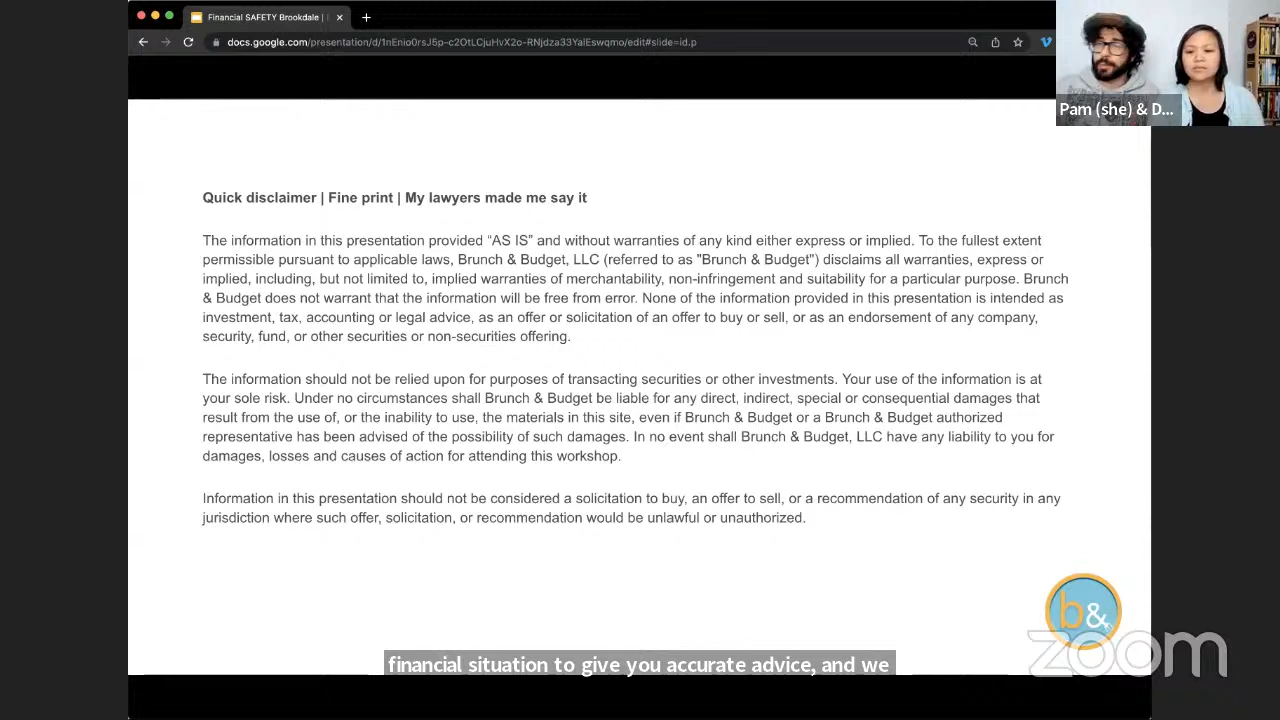 Financial SAFETY Brookdale |
docs.google.com/presentation/d/1nEnio0rsJ5p-c2OtLCjuHvX2o-RNjdza33YalEswqmo/edit#slide=id.p
Pam (she) & D...
Quick disclaimer | Fine print | My lawyers made me say it
The information in this presentation provided “AS IS” and without warranties of any kind either express or implied. To the fullest extent
permissible pursuant to applicable laws, Brunch & Budget, LLC (referred to as "Brunch & Budget") disclaims all warranties, express or
implied, including, but not limited to, implied warranties of merchantability, non-infringement and suitability for a particular purpose. Brunch
& Budget does not warrant that the information will be free from error. None of the information provided in this presentation is intended as
investment, tax, accounting or legal advice, as an offer or solicitation of an offer to buy or sell, or as an endorsement of any company,
security, fund, or other securities or non-securities offering.
The information should not be relied upon for purposes of transacting securities or other investments. Your use of the information is at
your sole risk. Under no circumstances shall Brunch & Budget be liable for any direct, indirect, special or consequential damages that
result from the use of, or the inability to use, the materials in this site, even if Brunch & Budget or a Brunch & Budget authorized
representative has been advised of the possibility of such damages. In no event shall Brunch & Budget, LLC have any liability to you for
damages, losses and causes of action for attending this workshop.
Information in this presentation should not be considered a solicitation to buy, an offer to sell, or a recommendation of any security in any
jurisdiction where such offer, solicitation, or recommendation would be unlawful or unauthorized.
b&
zoom
financial situation to give you accurate advice, and we